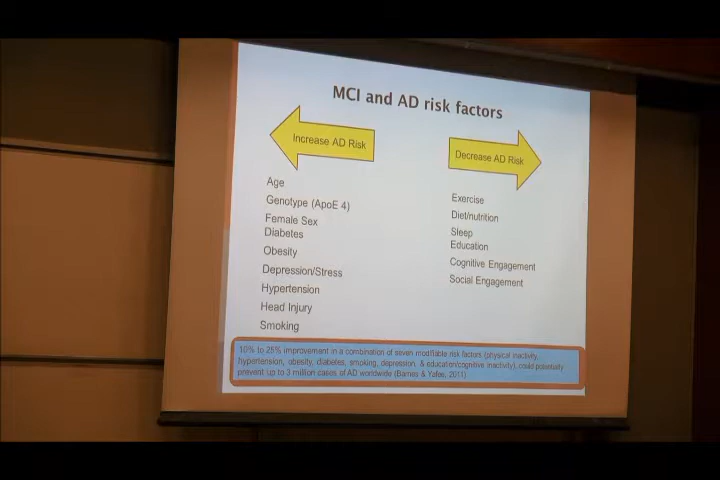 MCI and AD risk factors
Increase AD Risk
Decrease AD Risk
Age
Genotype (ApoE 4)
Female Sex
Diabetes
Obesity
Depression/Stress
Hypertension
Head Injury
Smoking
Exercise
Diet/nutrition
Sleep
Education
Cognitive Engagement
Social Engagement
10% to 25% improvement in a combination of seven modifiable risk factors (physical inactivity,
hypertension, obesity, diabetes, smoking, depression, & education/cognitive inactivity), could potentially
prevent up to 3 million cases of AD worldwide (Barnes & Yaffe, 2011)